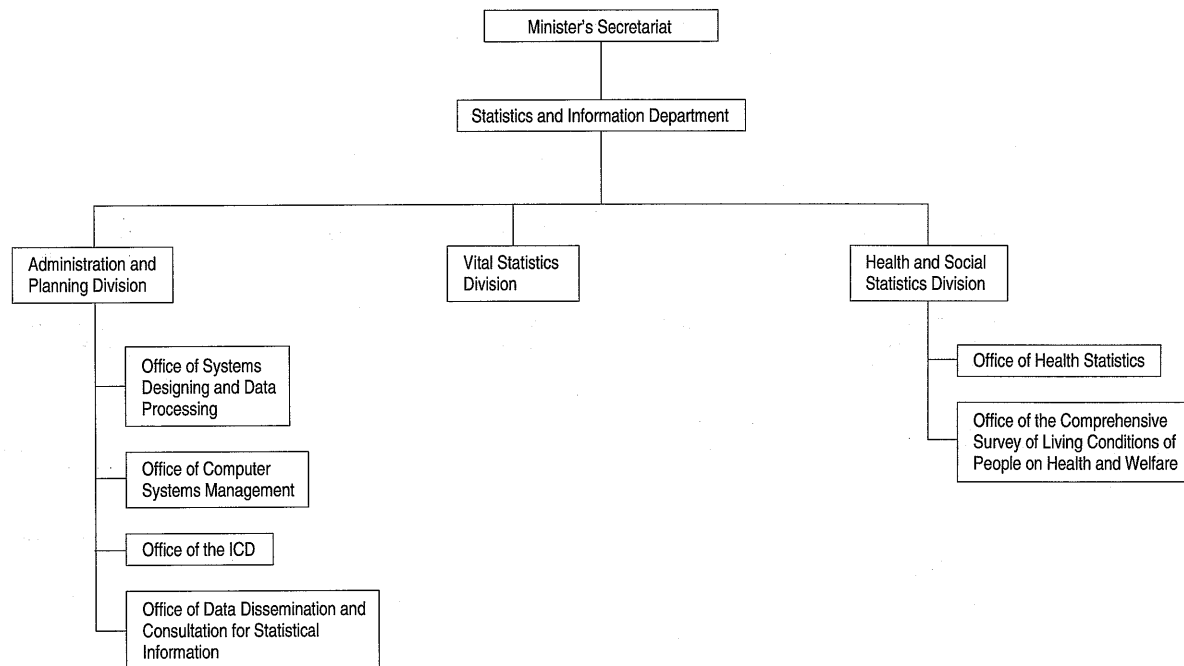 Minister's Secretariat
Statistics and Information Department
Administration and
Planning Division
Vital Statistics
Division
Health and Social
Statistics Division
Office of Systems
Designing and Data
Processing
Office of Computer
Systems Management
Office of the ICD
Office of Data Dissemination and
Consultation for Statistical
Information
Office of Health Statistics
Office of the Comprehensive
Survey of Living Conditions of
People on Health and Welfare